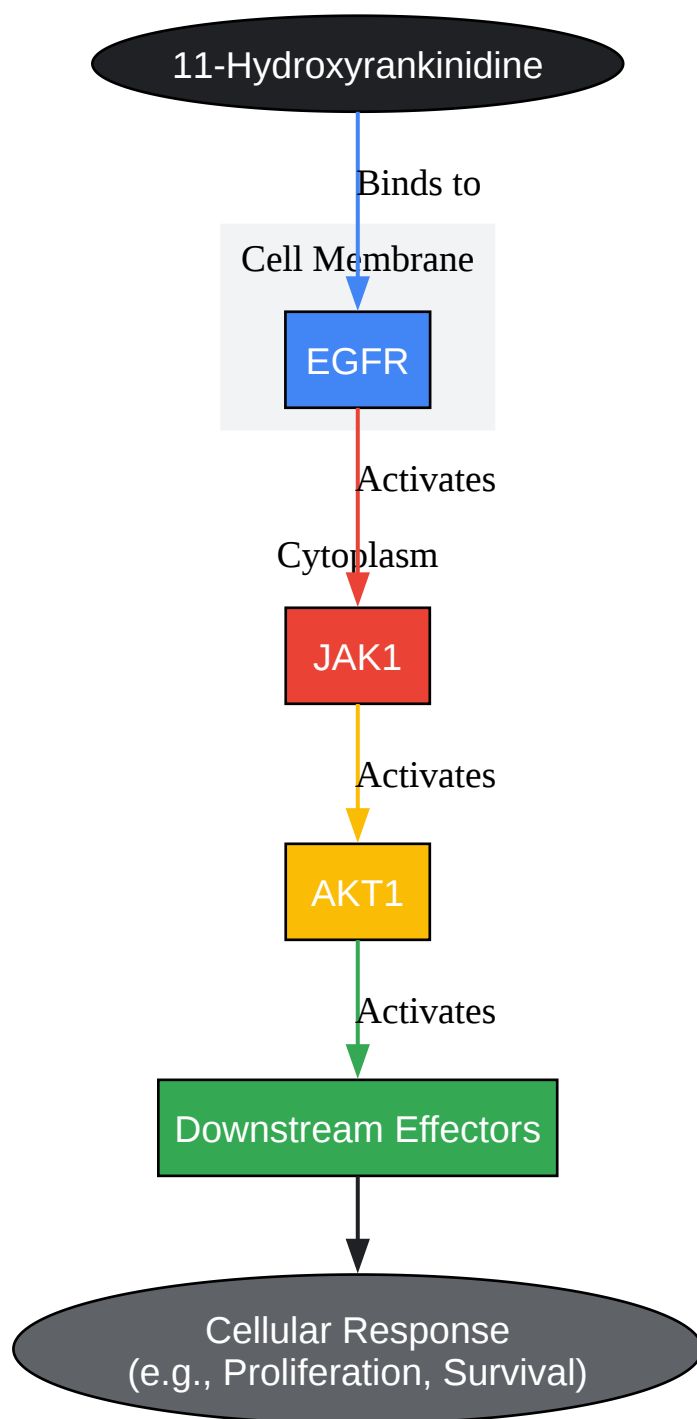 11-Hydroxyrankinidine
Binds to
Cell Membrane
EGFR
Activates
Cytoplasm
JAK1
Activates
AKT1
Activates
Downstream Effectors
Cellular Response
(e.g., Proliferation, Survival)